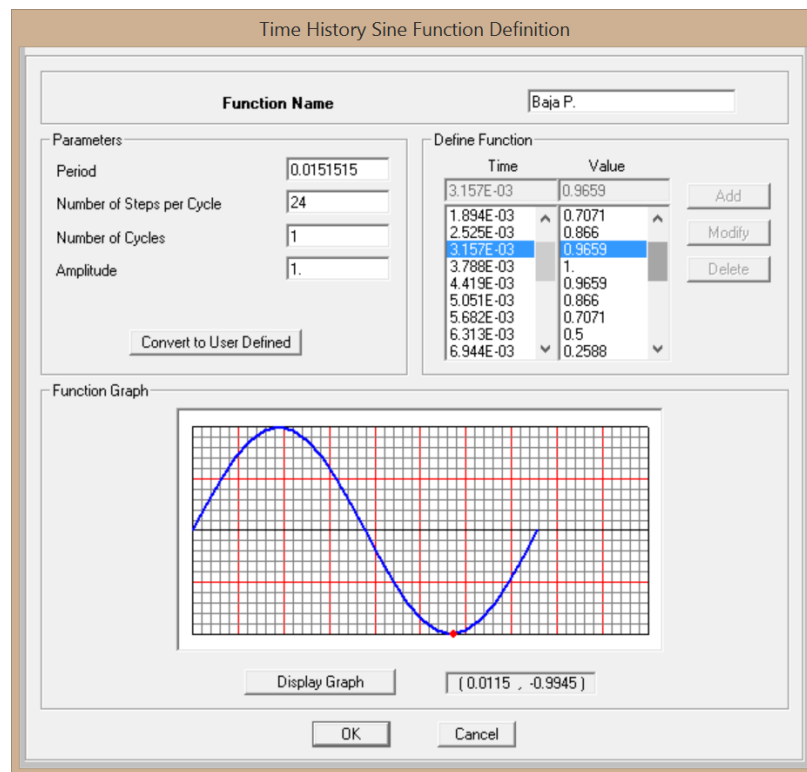 Time History Sine Function Definition
Function Name
Baja P.
Parameters
Period
0.0151515
Number of Steps per Cycle
24
Number of Cycles
1
Amplitude
1.
Convert to User Defined
Define Function
Time Value
3.157E-03 0.9659
1.894E-03 0.7071
2.525E-03 0.866
3.157E-03 0.9659
3.788E-03 1.
4.419E-03 0.9659
5.051E-03 0.866
5.682E-03 0.7071
6.313E-03 0.5
6.944E-03 0.2588
Add
Modify
Delete
Function Graph
Display Graph
( 0.0115 , -0.9945 )
OK
Cancel